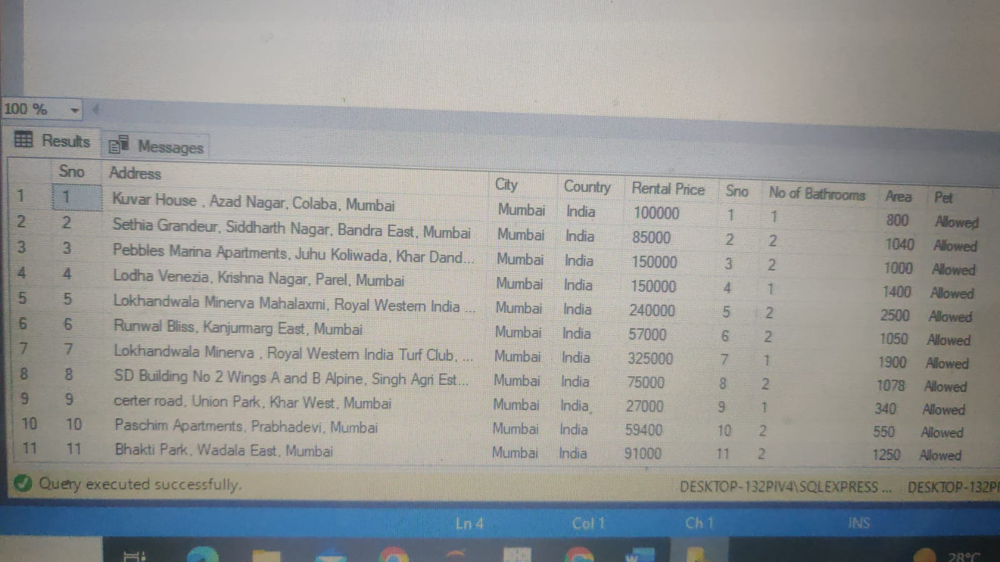 100 %
Results Messages
Sno Address City Country Rental Price Sno No of Bathrooms Area Pet
1 1 Kuvar House , Azad Nagar, Colaba, Mumbai Mumbai India 100000 1 1 800 Allowed
2 2 Sethia Grandeur, Siddharth Nagar, Bandra East, Mumbai Mumbai India 85000 2 2 1040 Allowed
3 3 Pebbles Marina Apartments, Juhu Koliwada, Khar Dand... Mumbai India 150000 3 2 1000 Allowed
4 4 Lodha Venezia, Krishna Nagar, Parel, Mumbai Mumbai India 150000 4 1 1400 Allowed
5 5 Lokhandwala Minerva Mahalaxmi, Royal Western India ... Mumbai India 240000 5 2 2500 Allowed
6 6 Runwal Bliss, Kanjurmarg East, Mumbai Mumbai India 57000 6 2 1050 Allowed
7 7 Lokhandwala Minerva , Royal Western India Turf Club, ... Mumbai India 325000 7 1 1900 Allowed
8 8 SD Building No 2 Wings A and B Alpine, Singh Agri Est... Mumbai India 75000 8 2 1078 Allowed
9 9 certer road, Union Park, Khar West, Mumbai Mumbai India 27000 9 1 340 Allowed
10 10 Paschim Apartments, Prabhadevi, Mumbai Mumbai India 59400 10 2 550 Allowed
11 11 Bhakti Park, Wadala East, Mumbai Mumbai India 91000 11 2 1250 Allowed
Query executed successfully. DESKTOP-132PIV4\SQLEXPRESS ... DESKTOP-132PI
Ln 4 Col 1 Ch 1 INS
28°C